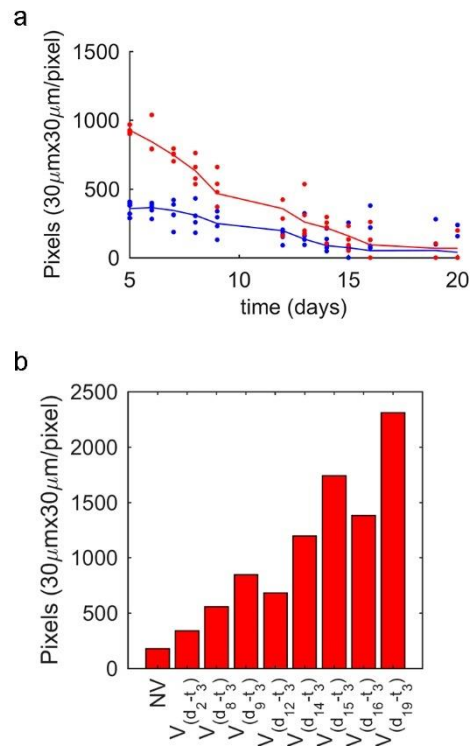 a
Pixels (30μmx30μm/pixel)
1500
1000
500
0
5
10
15
20
time (days)
b
Pixels (30μmx30μm/pixel)
2500
2000
1500
1000
500
0
NV
V(d2-t3)
V(d8-t3)
V(d9-t3)
V(d12-t3)
V(d14-t3)
V(d15-t3)
V(d16-t3)
V(d19-t3)